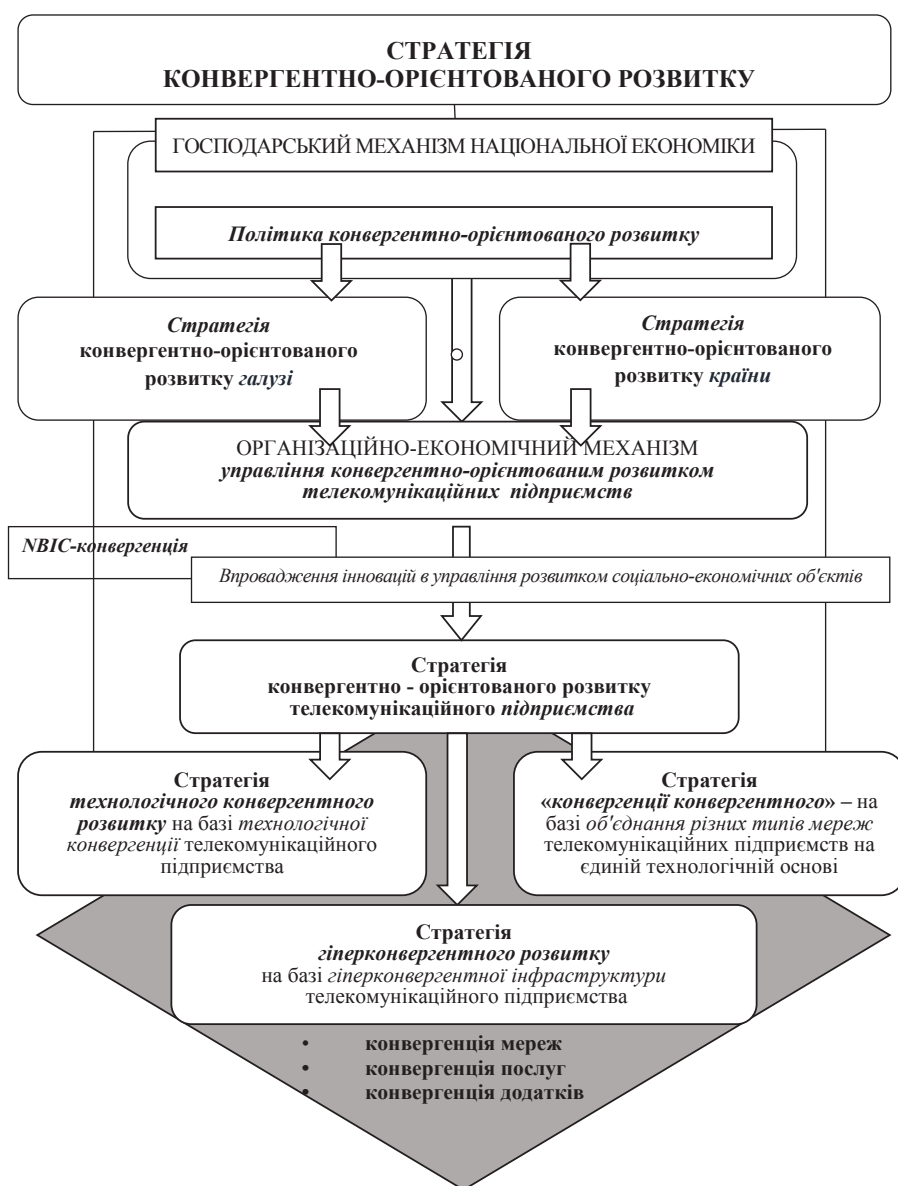 СТРАТЕГІЯ
КОНВЕРГЕНТНО-ОРІЄНТОВАНОГО РОЗВИТКУ
ГОСПОДАРСЬКИЙ МЕХАНІЗМ НАЦІОНАЛЬНОЇ ЕКОНОМІКИ
Політика конвергентно-орієнтованого розвитку
Стратегія
конвергентно-орієнтованого
розвитку галузі
Стратегія
конвергентно-орієнтованого
розвитку країни
ОРГАНІЗАЦІЙНО-ЕКОНОМІЧНИЙ МЕХАНІЗМ
управління конвергентно-орієнтованим розвитком
телекомунікаційних підприємств
NBIC-конвергенція
Впровадження інновацій в управління розвитком соціально-економічних об'єктів
Стратегія
конвергентно - орієнтованого розвитку
телекомунікаційного підприємства
Стратегія
технологічного конвергентного
розвитку на базі технологічної
конвергенції телекомунікаційного
підприємства
Стратегія
«конвергенції конвергентного» – на
базі об'єднання різних типів мереж
телекомунікаційних підприємств на
єдиній технологічній основі
Стратегія
гіперконвергентного розвитку
на базі гіперконвергентної інфраструктури
телекомунікаційного підприємства
• конвергенція мереж
• конвергенція послуг
• конвергенція додатків